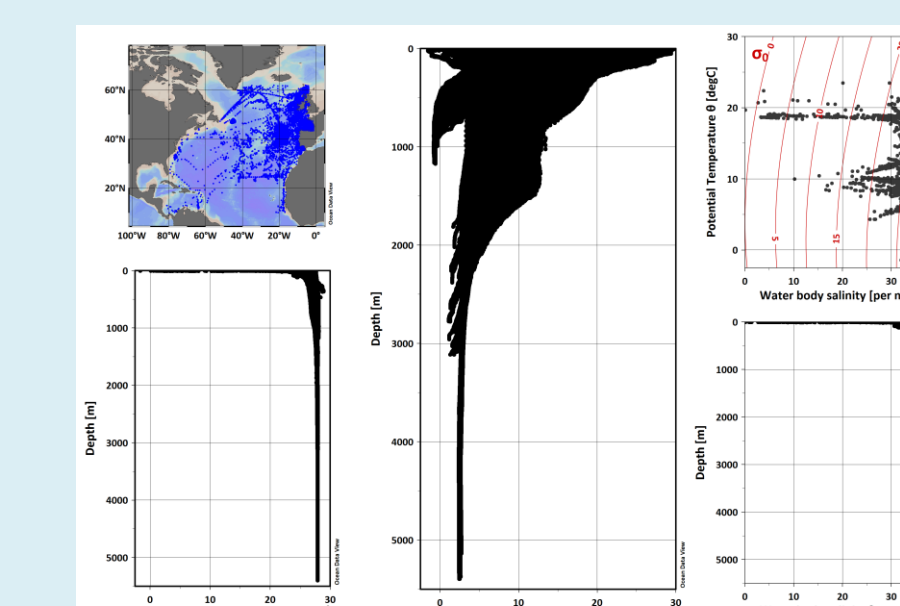 60°N
40°N
20°N
100°W 80°W 60°W 40°W 20°W 0°
Ocean Data View
0
1000
2000
3000
4000
5000
Depth [m]
0 10 20 30
Ocean Data View
0
1000
2000
3000
4000
5000
Depth [m]
0 10 20 30
Ocean Data View
30
20
10
0
Potential Temperature θ [degC]
σ0
0
10
5
15
0 10 20 30
Water body salinity [per m
0
1000
2000
3000
4000
5000
Depth [m]
0 10 20 30